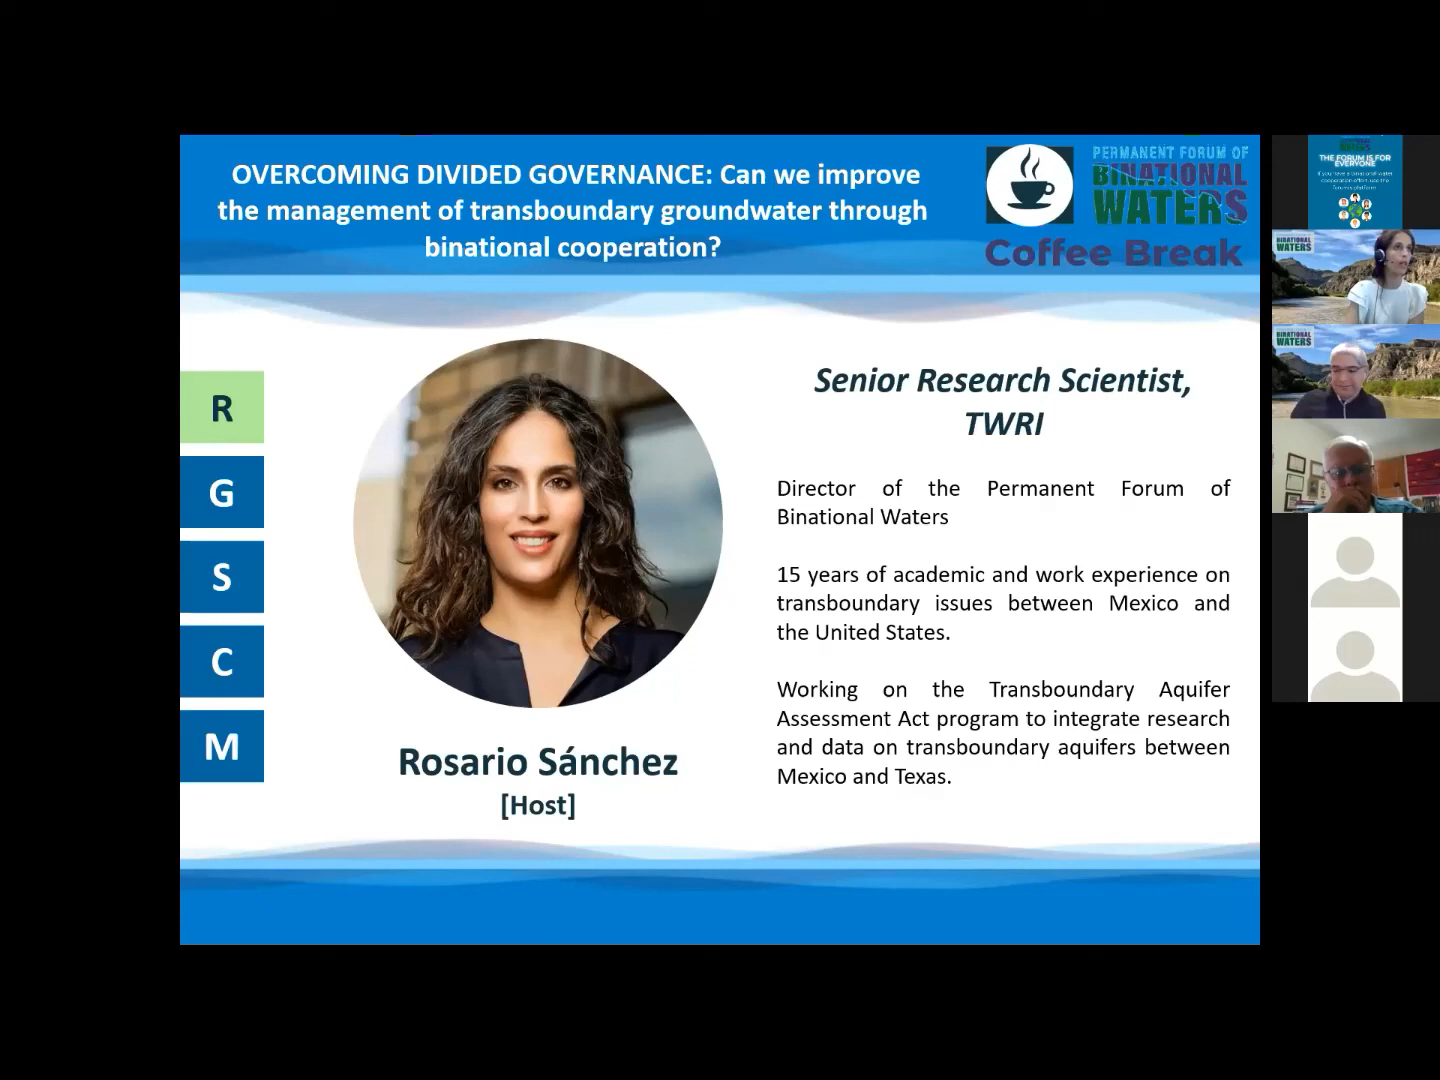 OVERCOMING DIVIDED GOVERNANCE: Can we improve
the management of transboundary groundwater through
binational cooperation?
PERMANENT FORUM OF
BINATIONAL
WATERS
Coffee Break
R
G
S
C
M
Rosario Sánchez
[Host]
Senior Research Scientist,
TWRI
Director of the Permanent Forum of
Binational Waters
15 years of academic and work experience on
transboundary issues between Mexico and
the United States.
Working on the Transboundary Aquifer
Assessment Act program to integrate research
and data on transboundary aquifers between
Mexico and Texas.
THE FORUM IS FOR
EVERYONE
BINATIONAL
WATERS
BINATIONAL
WATERS